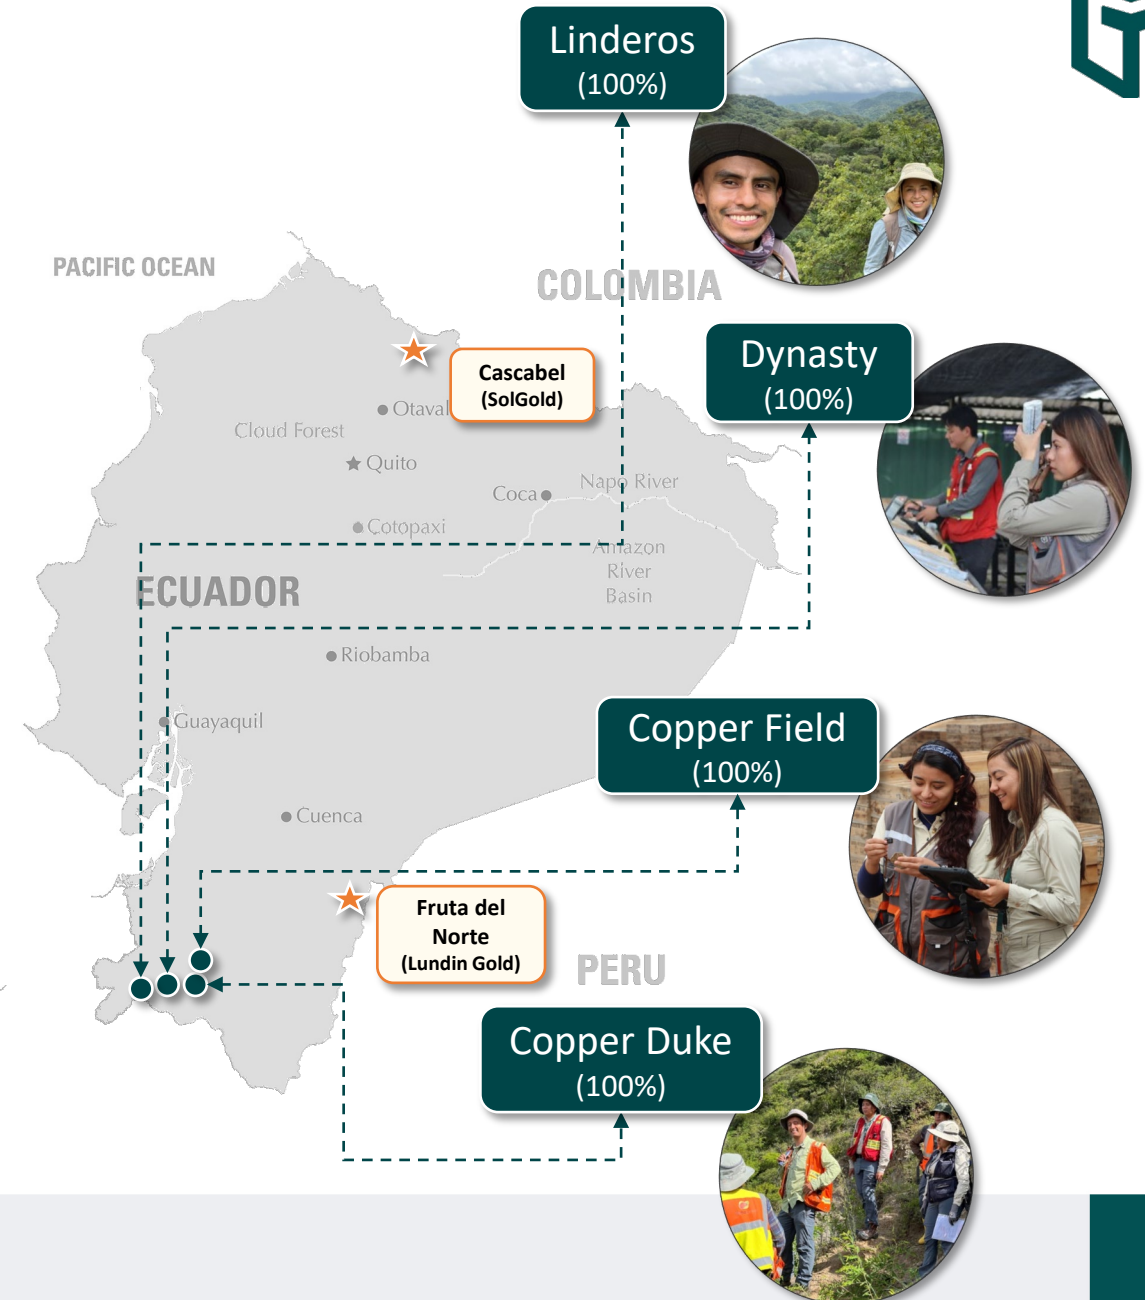 Linderos
(100%)
PACIFIC OCEAN
COLOMBIA
Dynasty
(100%)
Cascabel
(SolGold)
Otaval
Cloud Forest
Quito
Napo River
Coca
Cotopaxi
Amazon
River
Basin
ECUADOR
Riobamba
Guayaquil
Copper Field
(100%)
Cuenca
Fruta del
Norte
(Lundin Gold)
PERU
Copper Duke
(100%)